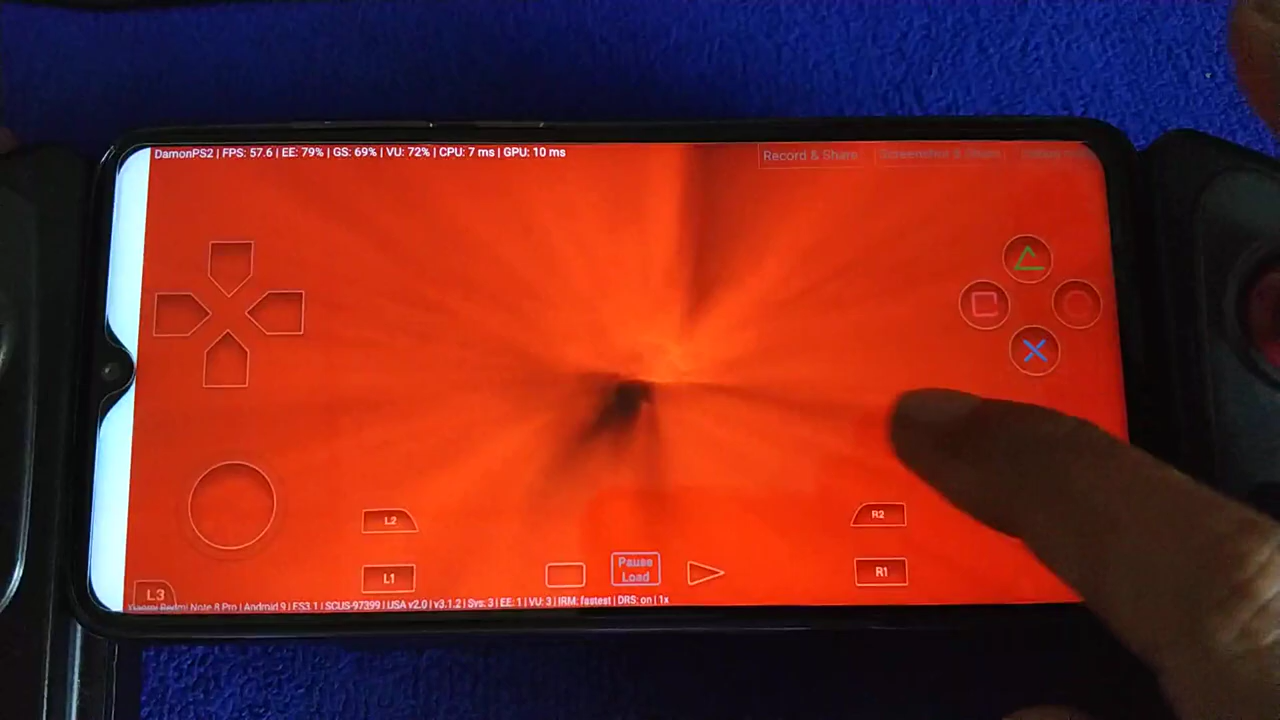 DamonPS2 | FPS: 57.6 | EE: 79% | GS: 69% | VU: 72% | CPU: 7 ms | GPU: 10 ms
Record & Share
L2
R2
Pause
Load
L1
R1
L3
Xiaomi Redmi Note 8 Pro | Android 9 | ES3.1 | SCUS-97399 | USA v2.0 | v3.1.2 | Sys: 3 | EE: 1 | VU: 3 | IRM: fastest | DRS: on | 1x